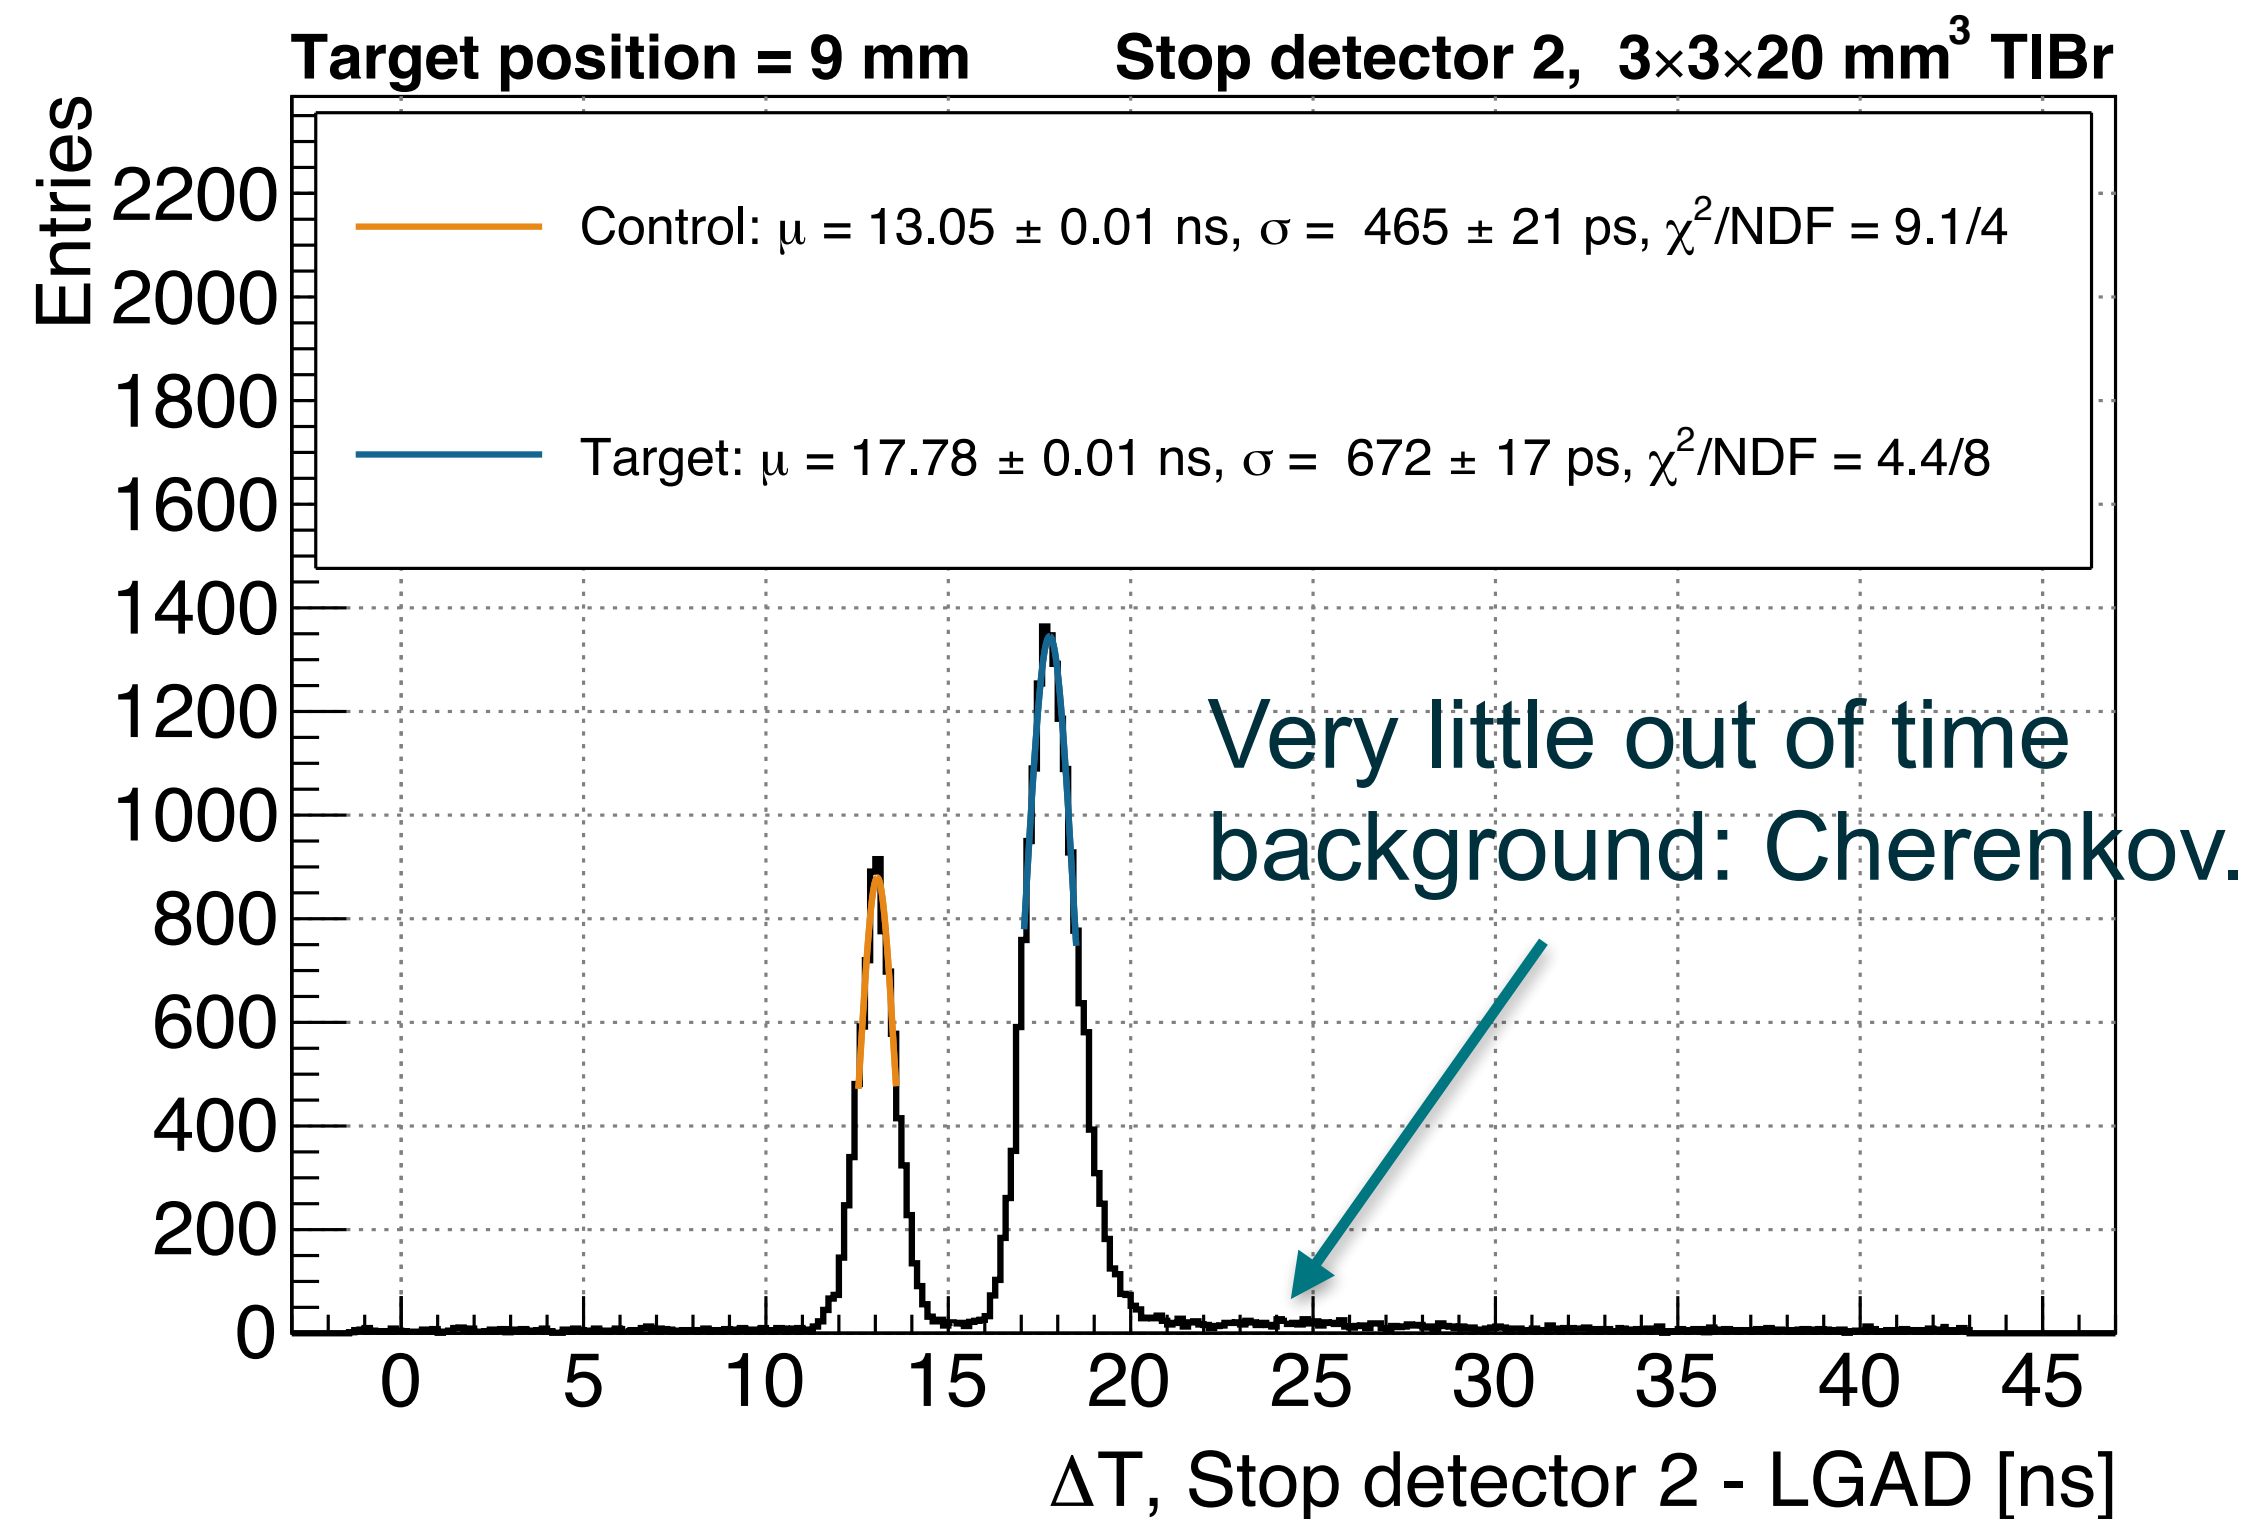 Target position = 9 mm Stop detector 2, 3×3×20 mm³ TlBr
Entries
Control: μ = 13.05 ± 0.01 ns, σ = 465 ± 21 ps, χ²/NDF = 9.1/4
Target: μ = 17.78 ± 0.01 ns, σ = 672 ± 17 ps, χ²/NDF = 4.4/8
2200
2000
1800
1600
1400
1200
1000
800
600
400
200
0
Very little out of time
background: Cherenkov.
0 5 10 15 20 25 30 35 40 45
ΔT, Stop detector 2 - LGAD [ns]